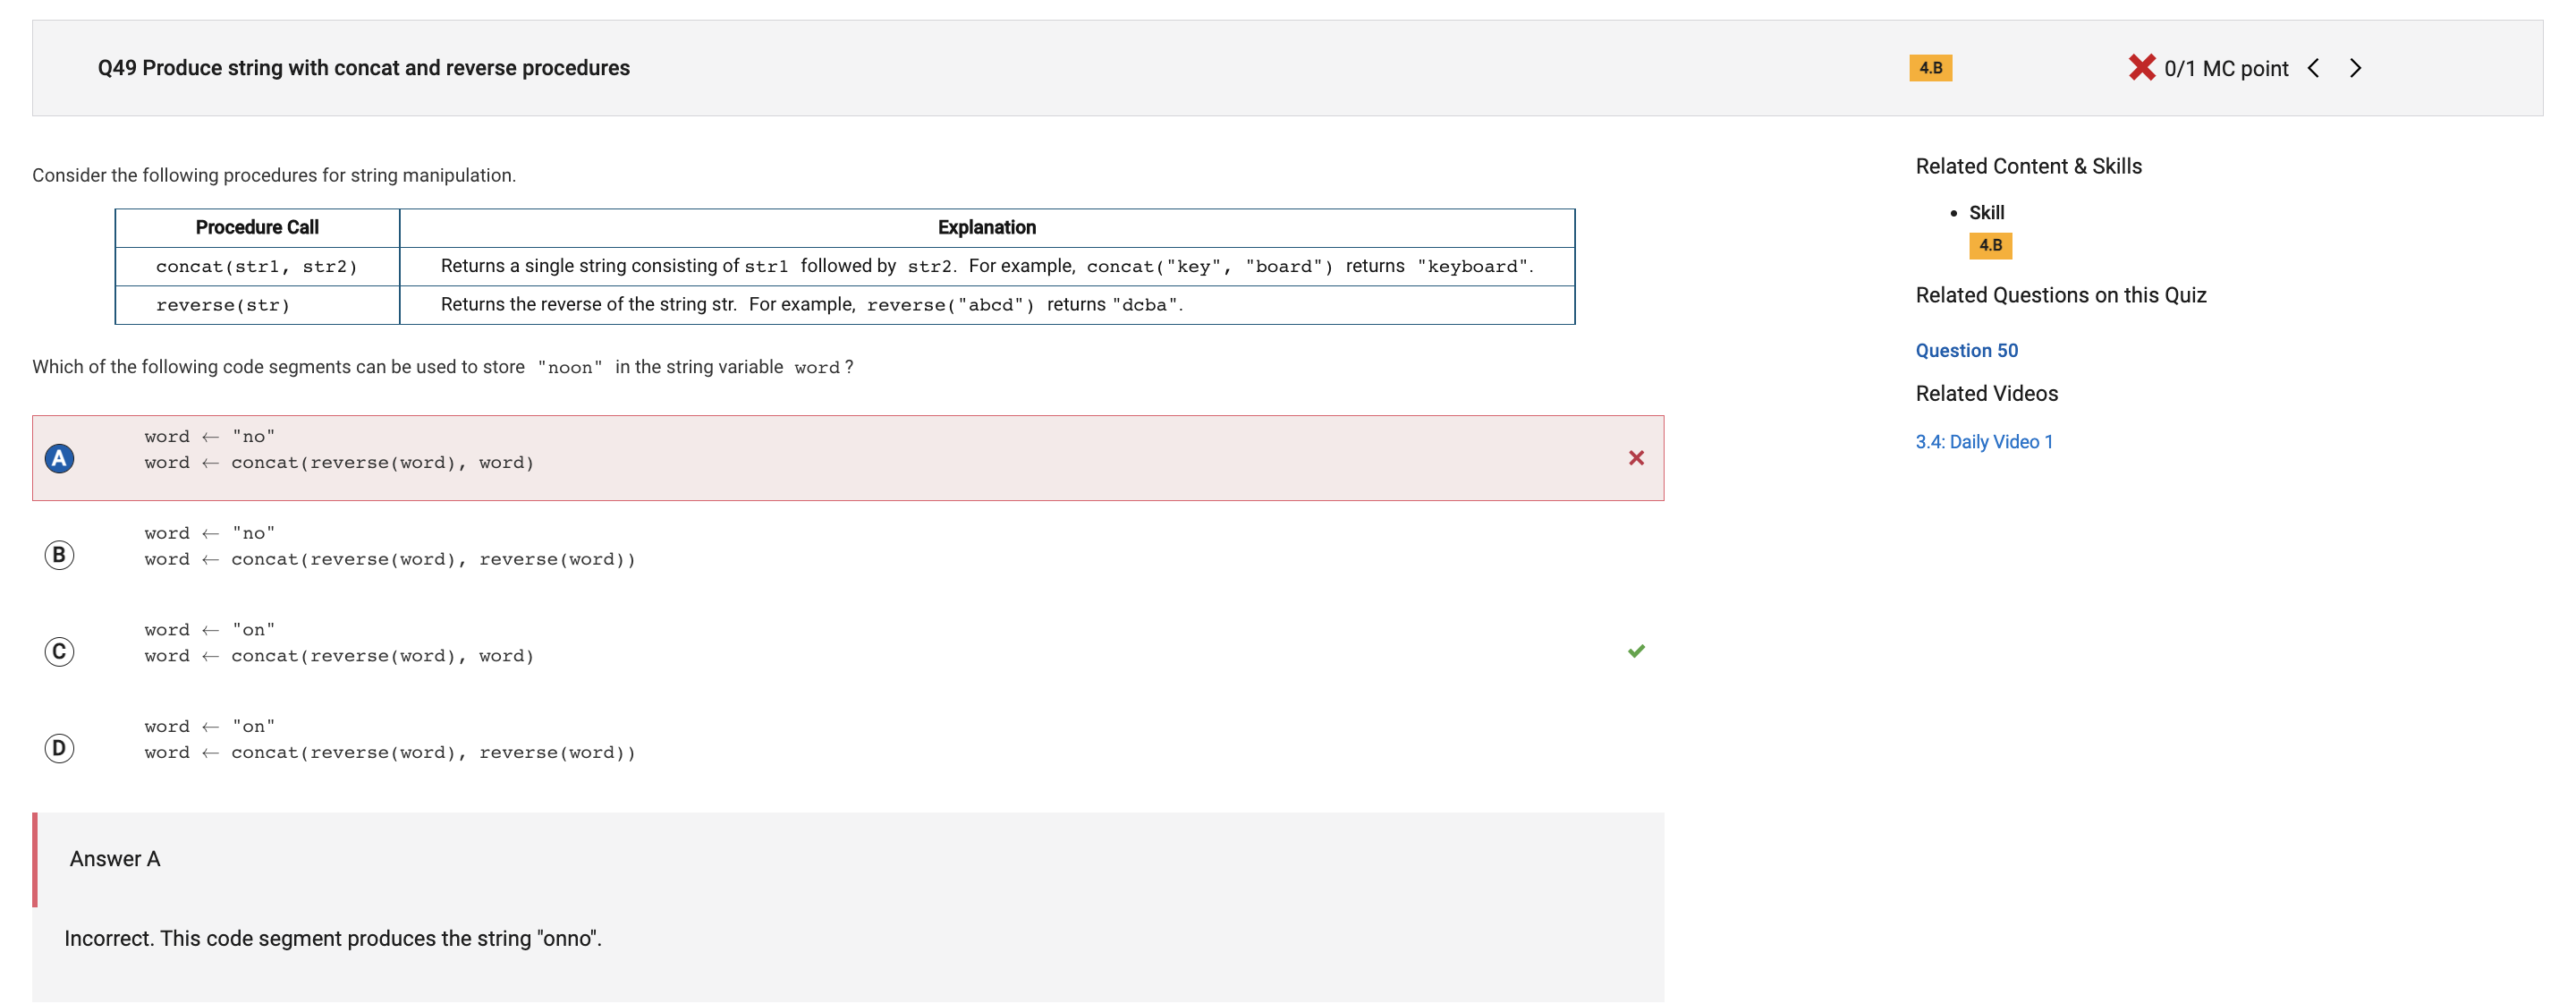 Q49 Produce string with concat and reverse procedures
4.B
0/1 MC point
Consider the following procedures for string manipulation.
Procedure Call Explanation
concat(str1, str2) Returns a single string consisting of str1 followed by str2. For example, concat("key", "board") returns "keyboard".
reverse(str) Returns the reverse of the string str. For example, reverse("abcd") returns "dcba".
Which of the following code segments can be used to store "noon" in the string variable word ?
A
word ← "no"
word ← concat(reverse(word), word)
B
word ← "no"
word ← concat(reverse(word), reverse(word))
C
word ← "on"
word ← concat(reverse(word), word)
D
word ← "on"
word ← concat(reverse(word), reverse(word))
Answer A
Incorrect. This code segment produces the string "onno".
Related Content & Skills
• Skill
4.B
Related Questions on this Quiz
Question 50
Related Videos
3.4: Daily Video 1